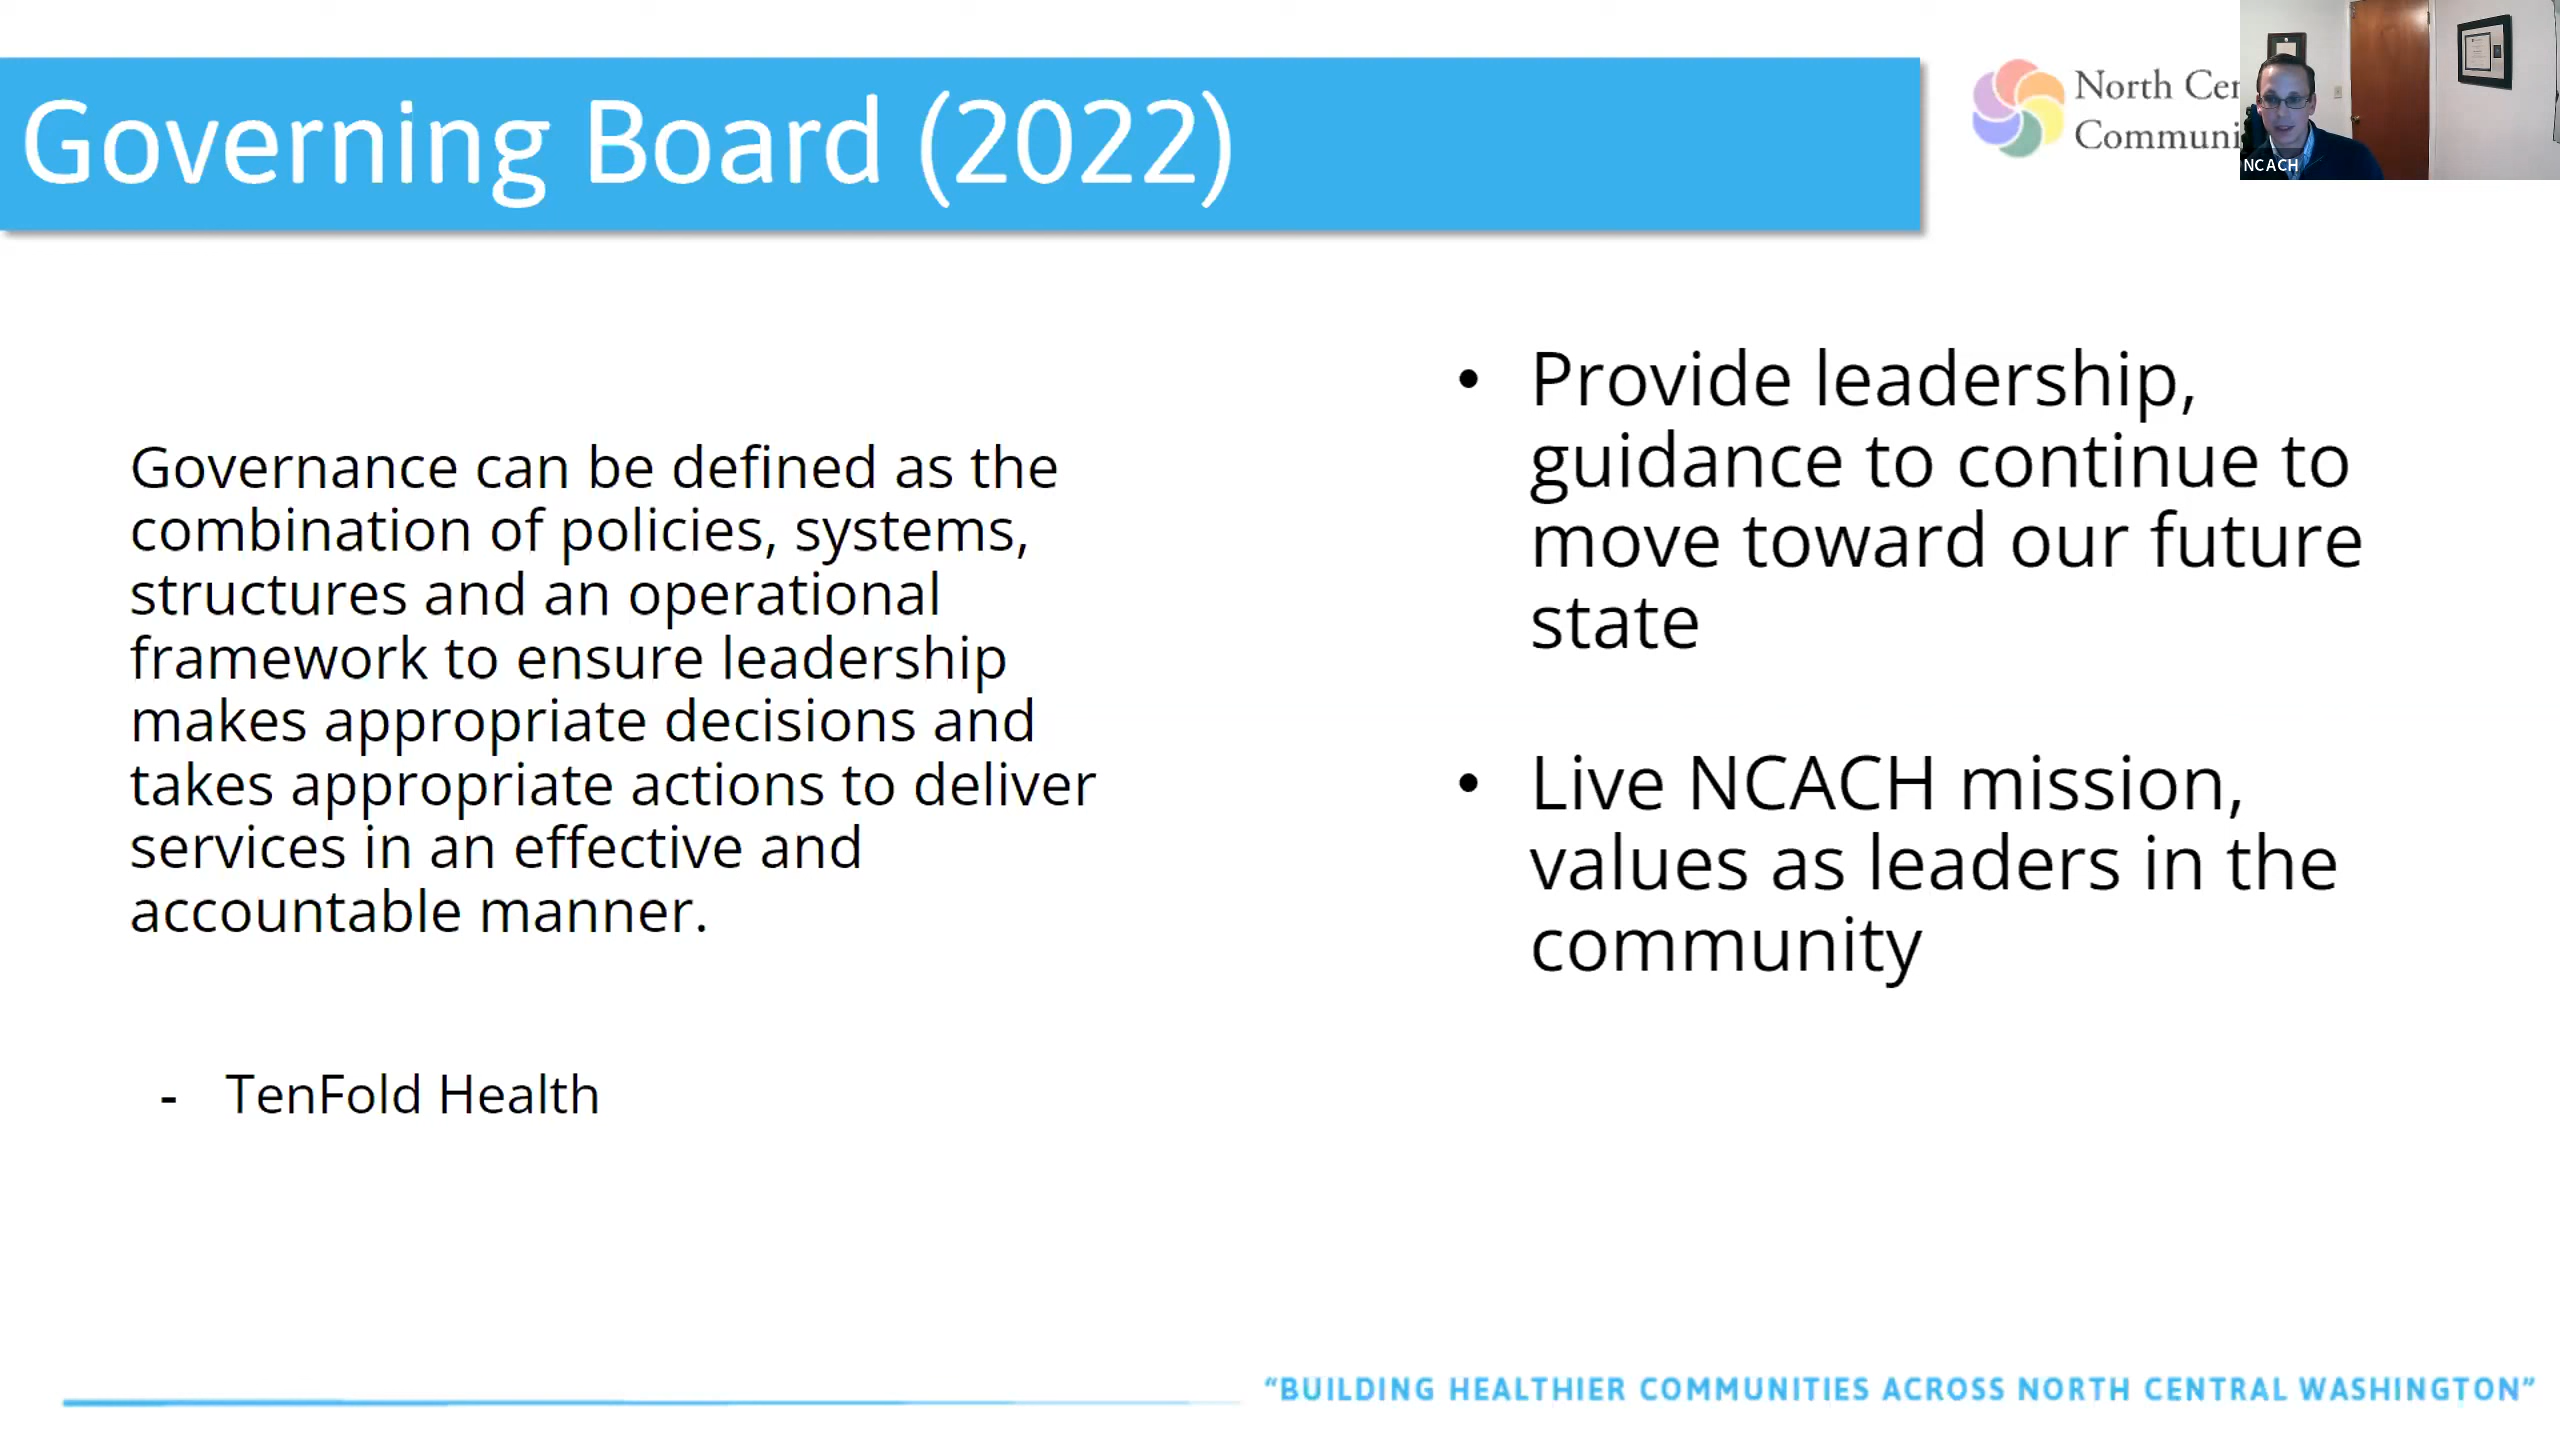 Governing Board (2022)
North Cen
Communi
NCACH
Governance can be defined as the
combination of policies, systems,
structures and an operational
framework to ensure leadership
makes appropriate decisions and
takes appropriate actions to deliver
services in an effective and
accountable manner.
- TenFold Health
• Provide leadership,
guidance to continue to
move toward our future
state
• Live NCACH mission,
values as leaders in the
community
“BUILDING HEALTHIER COMMUNITIES ACROSS NORTH CENTRAL WASHINGTON”